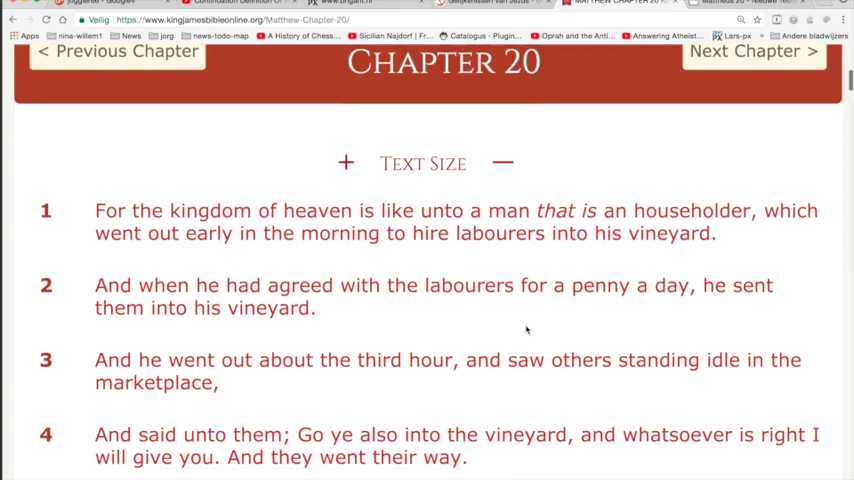 Veilig https://www.kingjamesbibleonline.org/Matthew-Chapter-20/
Apps nina-willem1 News jorg news-todo-map A History of Chess... Sicilian Najdorf |... Catalogus - Plugin... Oprah and the Anti... Answering Atheist... Lars-px » Andere bladwijzers
< Previous Chapter CHAPTER 20 Next Chapter >
+ TEXT SIZE —
1 For the kingdom of heaven is like unto a man that is an householder, which
went out early in the morning to hire labourers into his vineyard.
2 And when he had agreed with the labourers for a penny a day, he sent
them into his vineyard.
3 And he went out about the third hour, and saw others standing idle in the
marketplace,
4 And said unto them; Go ye also into the vineyard, and whatsoever is right I
will give you. And they went their way.